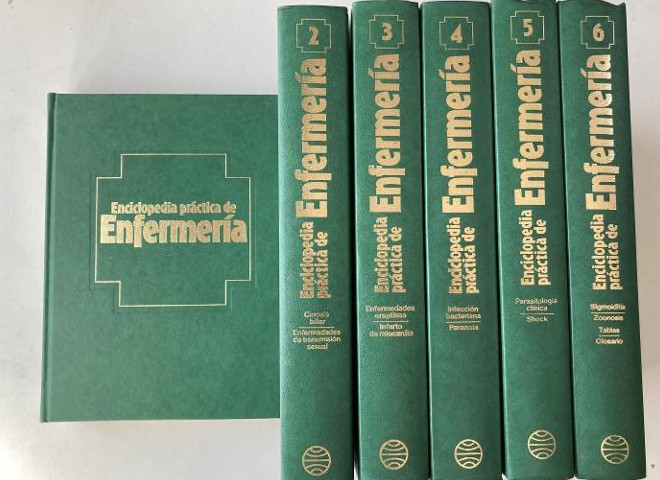 Enciclopedia práctica de
Enfermería
2
Enciclopedia
práctica de
Enfermería
Cirugía
biliar
Enfermedades
de transmisión
sexual
3
Enciclopedia
práctica de
Enfermería
Enfermedades
eruptivas
Infarto
de miocardio
4
Enciclopedia
práctica de
Enfermería
Infección
bacteriana
Paranoia
5
Enciclopedia
práctica de
Enfermería
Parasitología
clínica
Shock
6
Enciclopedia
práctica de
Enfermería
Sigmoiditis
Zoonosis
Tablas
Glosario